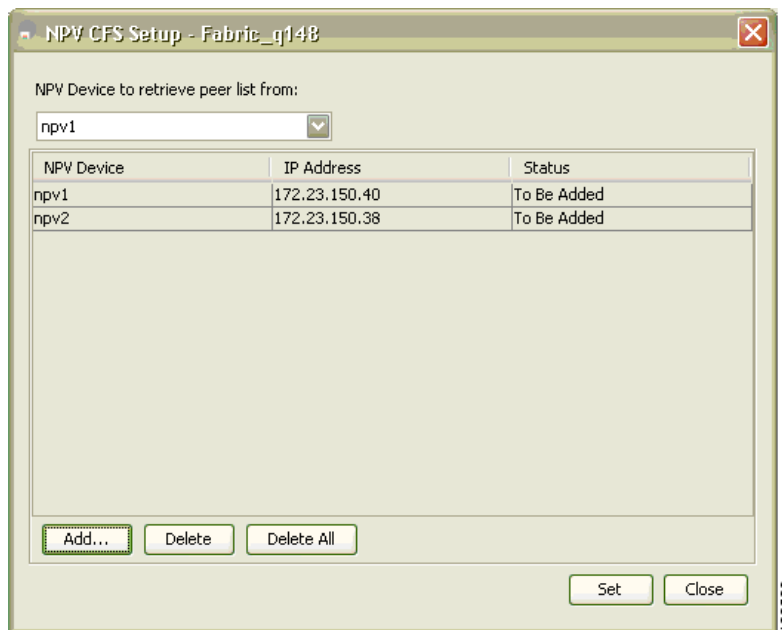 NPV CFS Setup - Fabric_q148
NPV Device to retrieve peer list from:
npv1
NPV Device IP Address Status
npv1 172.23.150.40 To Be Added
npv2 172.23.150.38 To Be Added
Add... Delete Delete All
Set Close